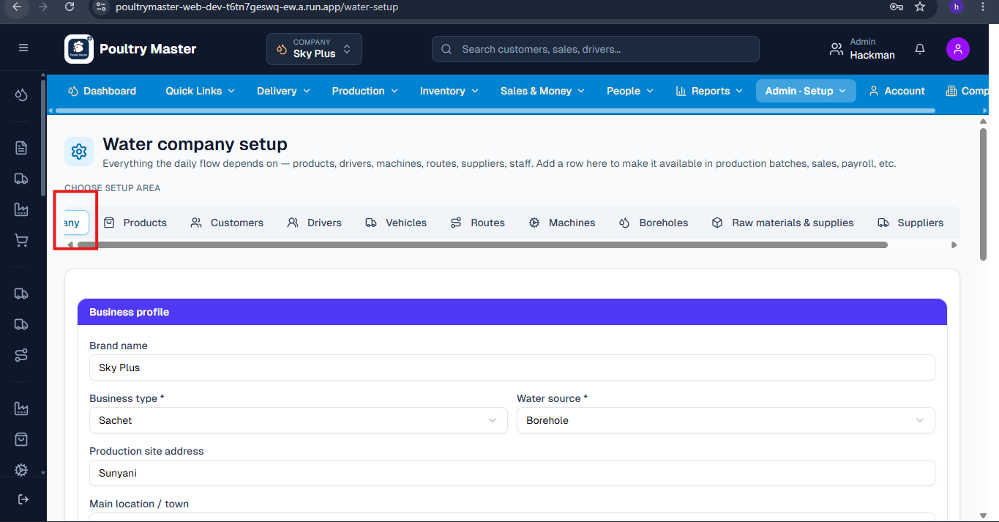 poultrymaster-web-dev-t6tn7geswq-ew.a.run.app/water-setup
h
Poultry Master
COMPANY
Sky Plus
Search customers, sales, drivers...
Admin
Hackman
Dashboard
Quick Links
Delivery
Production
Inventory
Sales & Money
People
Reports
Admin · Setup
Account
Comp
Water company setup
Everything the daily flow depends on — products, drivers, machines, routes, suppliers, staff. Add a row here to make it available in production batches, sales, payroll, etc.
CHOOSE SETUP AREA
any
Products
Customers
Drivers
Vehicles
Routes
Machines
Boreholes
Raw materials & supplies
Suppliers
Business profile
Brand name
Sky Plus
Business type *
Water source *
Sachet
Borehole
Production site address
Sunyani
Main location / town